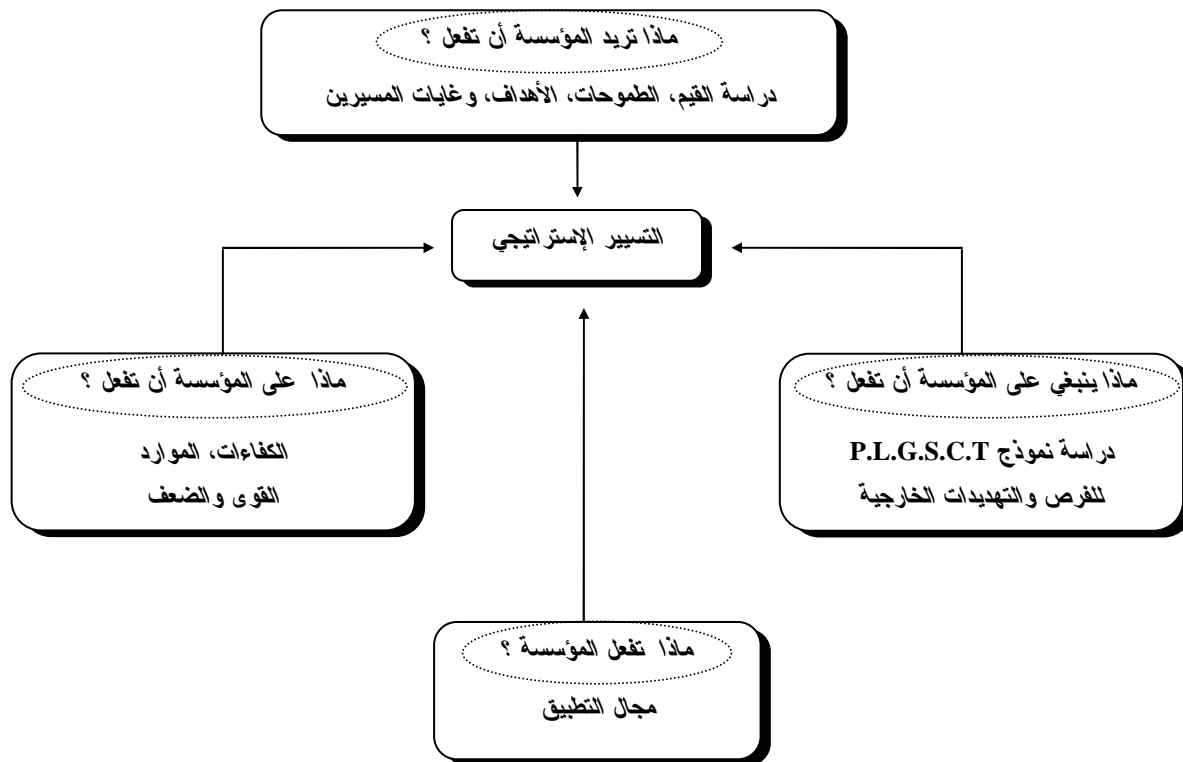 ماذا تريد المؤسسة أن تفعل ؟
دراسة القيم، الطموحات، الأهداف، وغايات المسيرين
التسيير الإستراتيجي
ماذا ينبغي على المؤسسة أن تفعل ؟
دراسة نموذج P.L.G.S.C.T
للفرص والتهديدات الخارجية
ماذا على المؤسسة أن تفعل ؟
الكفاءات، الموارد
القوى والضعف
ماذا تفعل المؤسسة ؟
مجال التطبيق